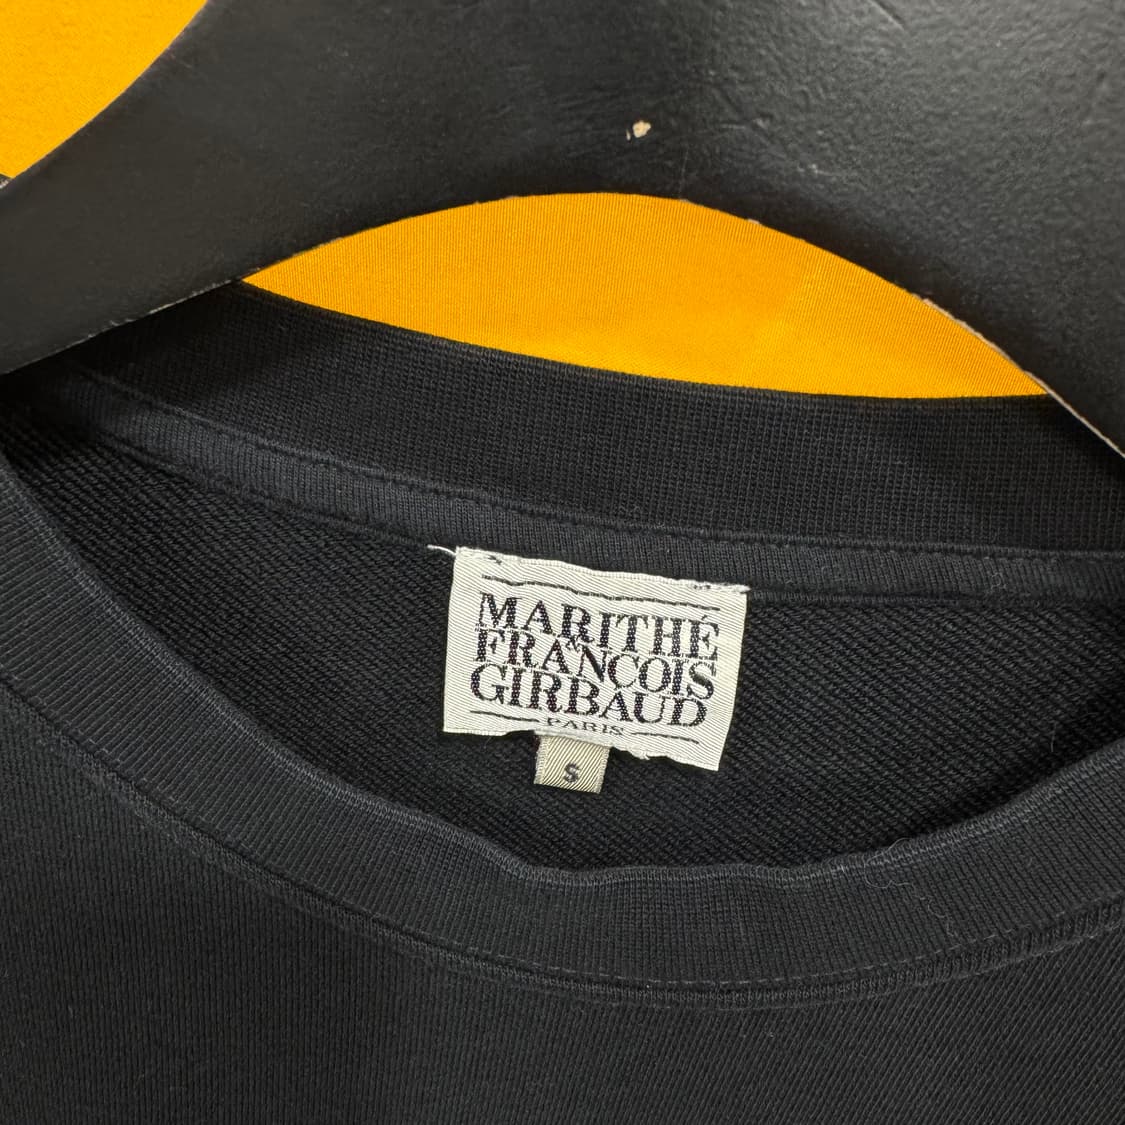 MARITHÉ
&
FRANÇOIS
GIRBAUD
PARIS
S